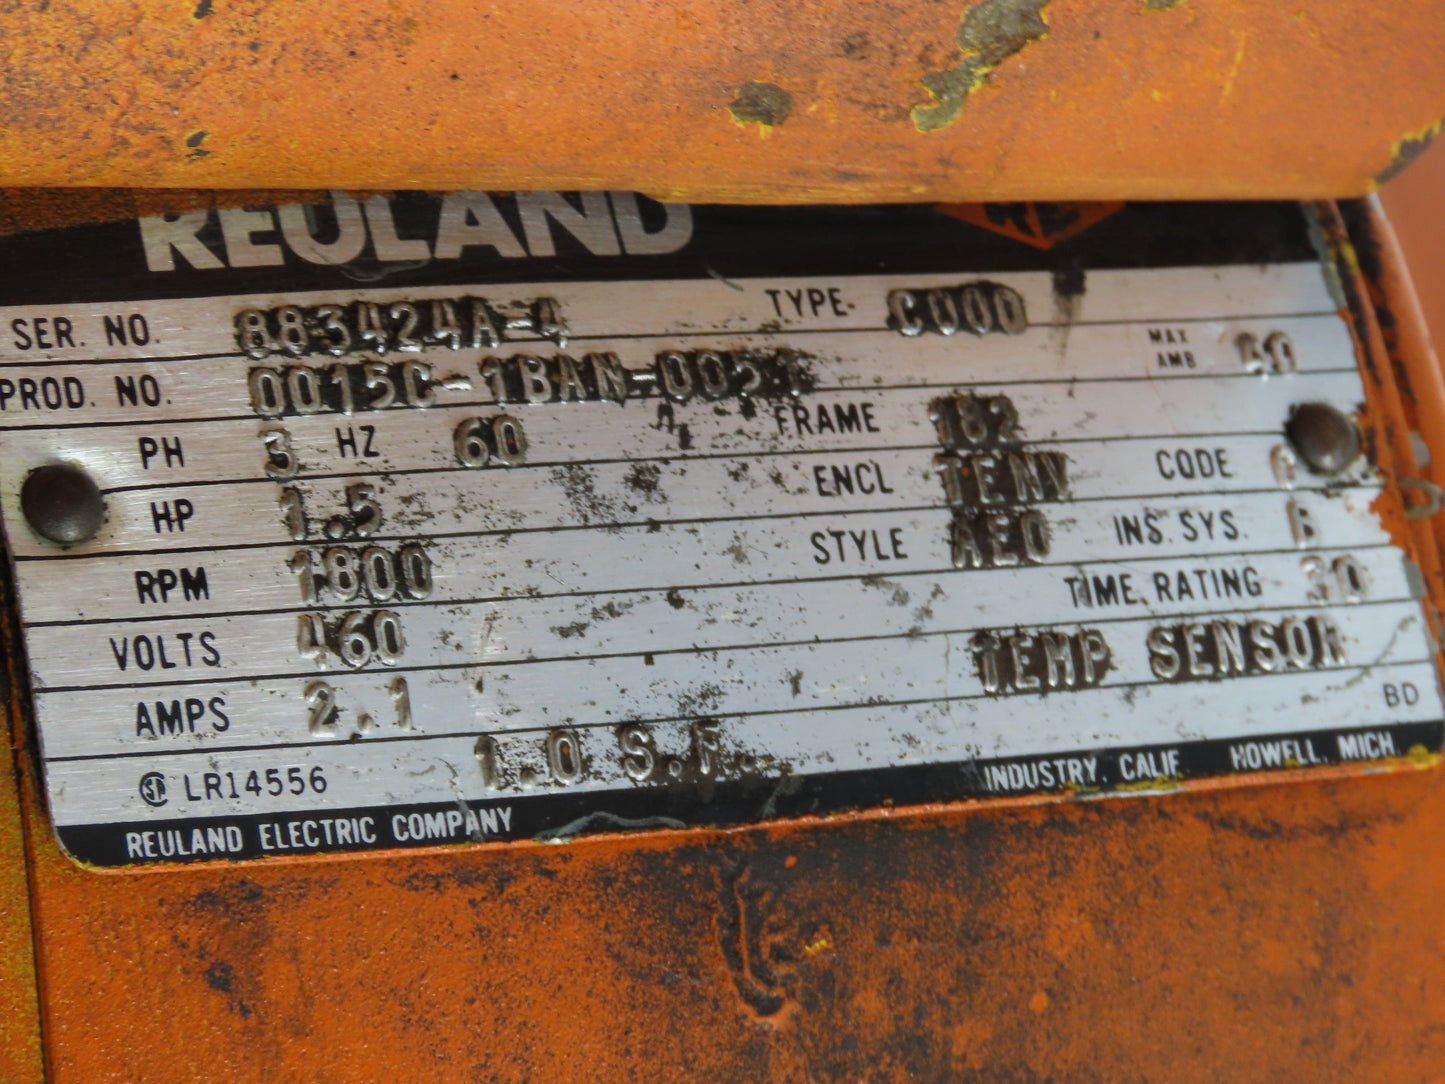 REULAND
SER. NO. 883424A-4 TYPE- C000
PROD. NO. 0015C-1BAN-0051 MAX AMB 40
PH 3 HZ 60 FRAME 182
HP 1.5 ENCL TENV CODE
RPM 1800 STYLE AEO INS. SYS. B
VOLTS 460 TIME RATING 30
AMPS 2.1 TEMP SENSOR
LR14556 1.0 S.F. BD
REULAND ELECTRIC COMPANY INDUSTRY, CALIF. HOWELL, MICH.